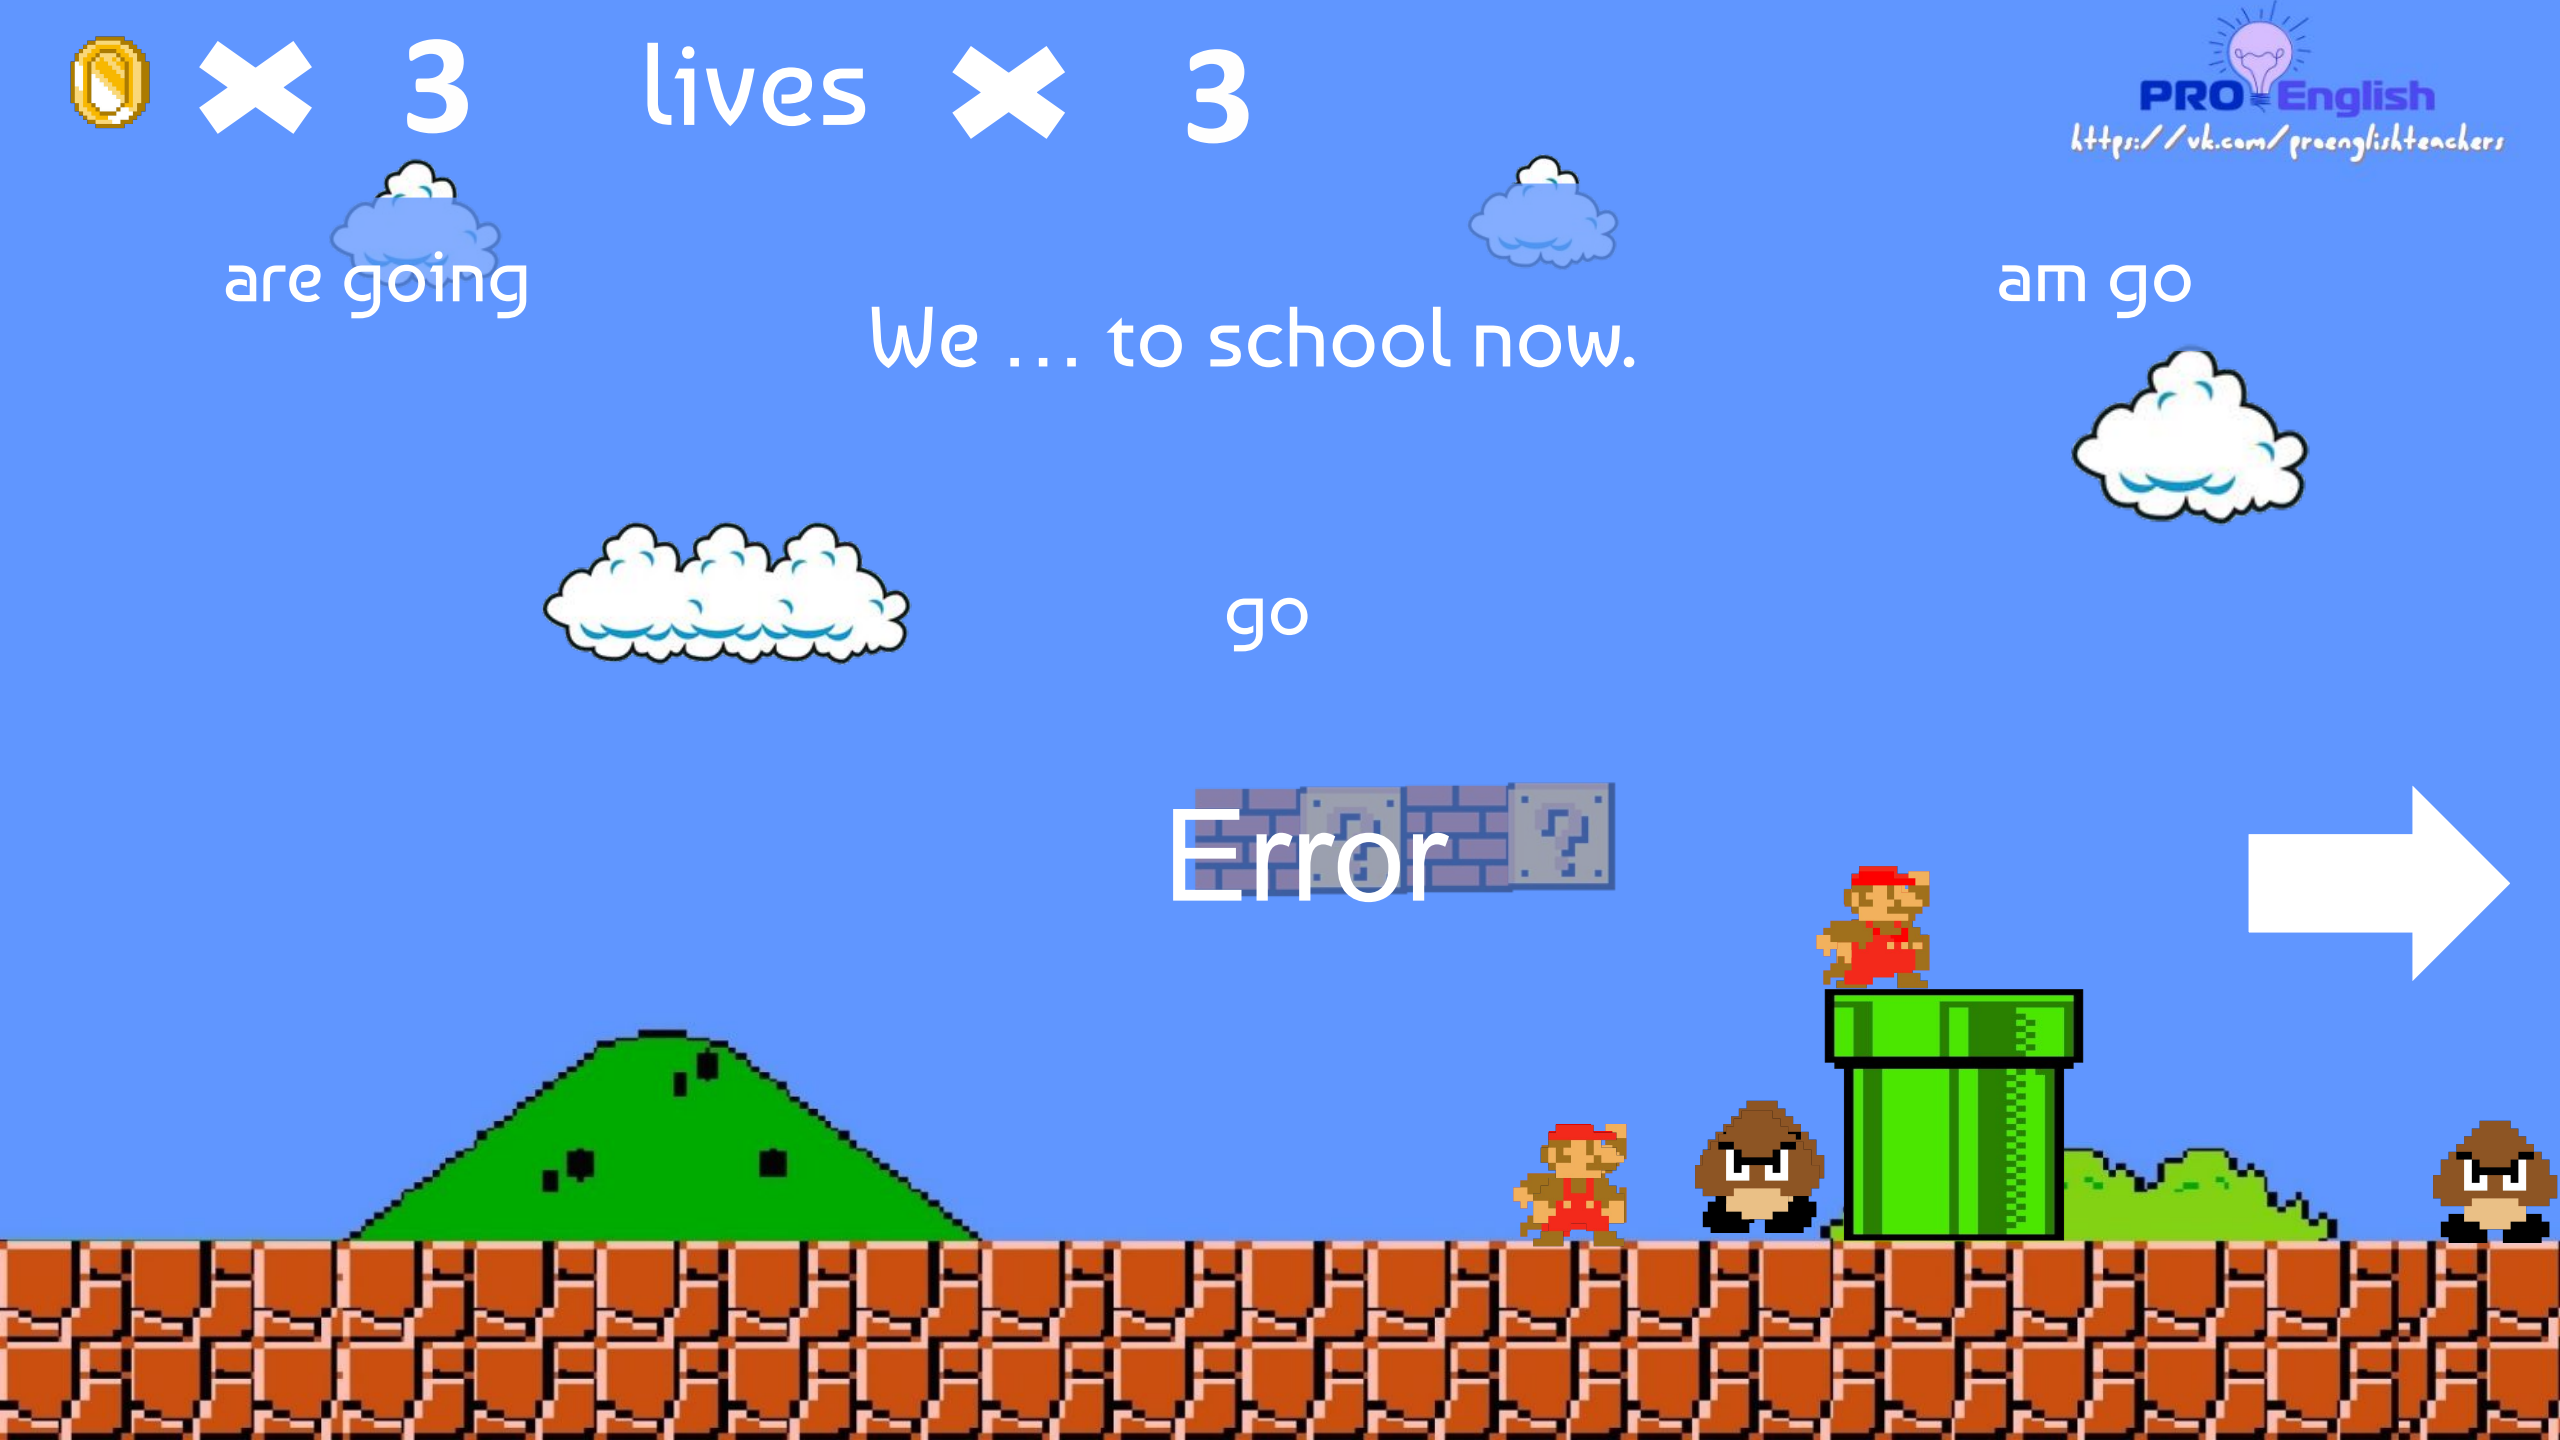 3 lives 3
PRO English
https://vk.com/proenglishteachers
are going
am go
We ... to school now.
go
Error
? ?